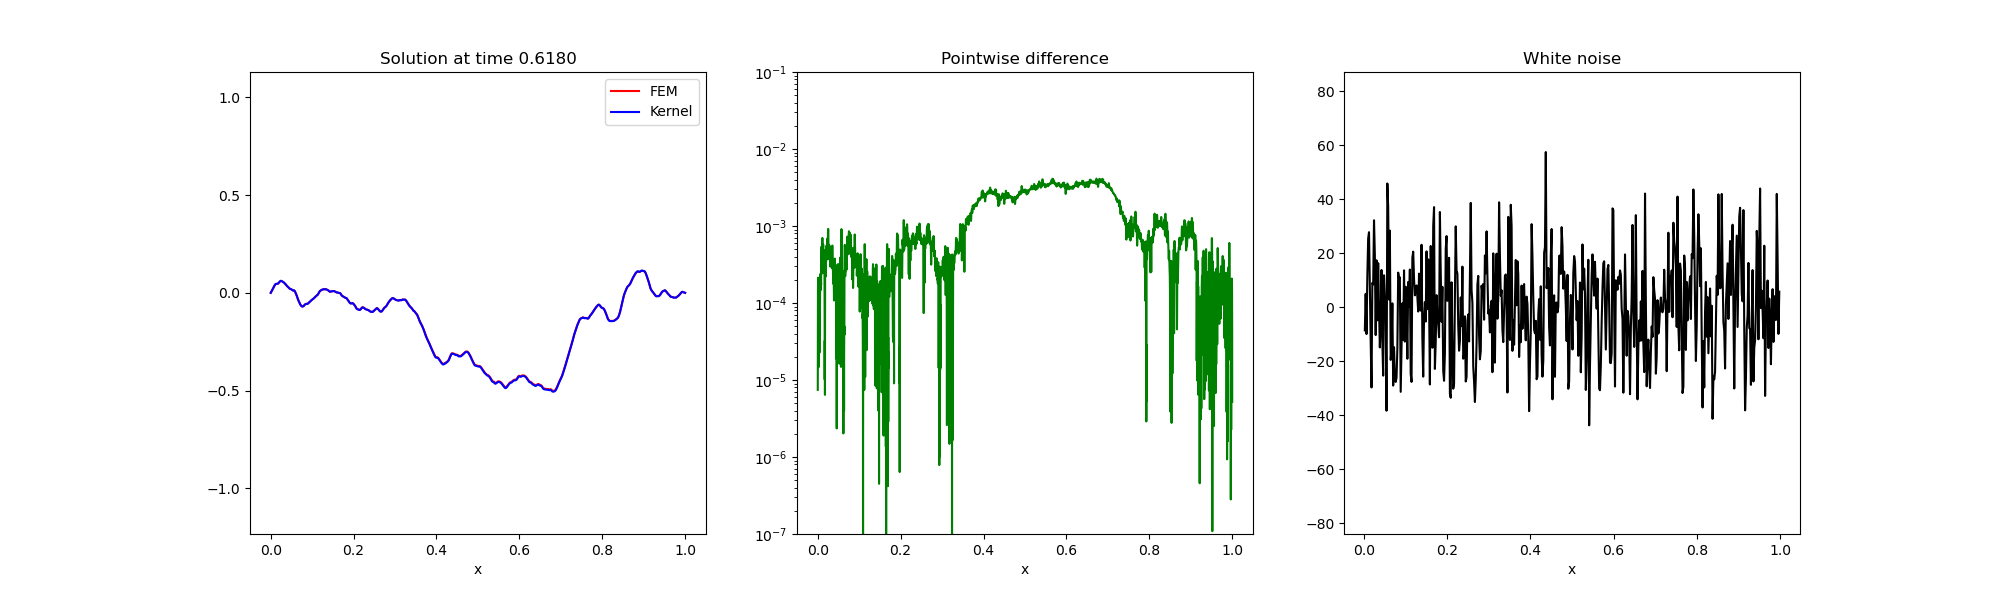 Solution at time 0.6180
1.0
0.5
0.0
−0.5
−1.0
0.0 0.2 0.4 0.6 0.8 1.0
x
FEM
Kernel
Pointwise difference
10⁻¹
10⁻²
10⁻³
10⁻⁴
10⁻⁵
10⁻⁶
10⁻⁷
0.0 0.2 0.4 0.6 0.8 1.0
x
White noise
80
60
40
20
0
−20
−40
−60
−80
0.0 0.2 0.4 0.6 0.8 1.0
x